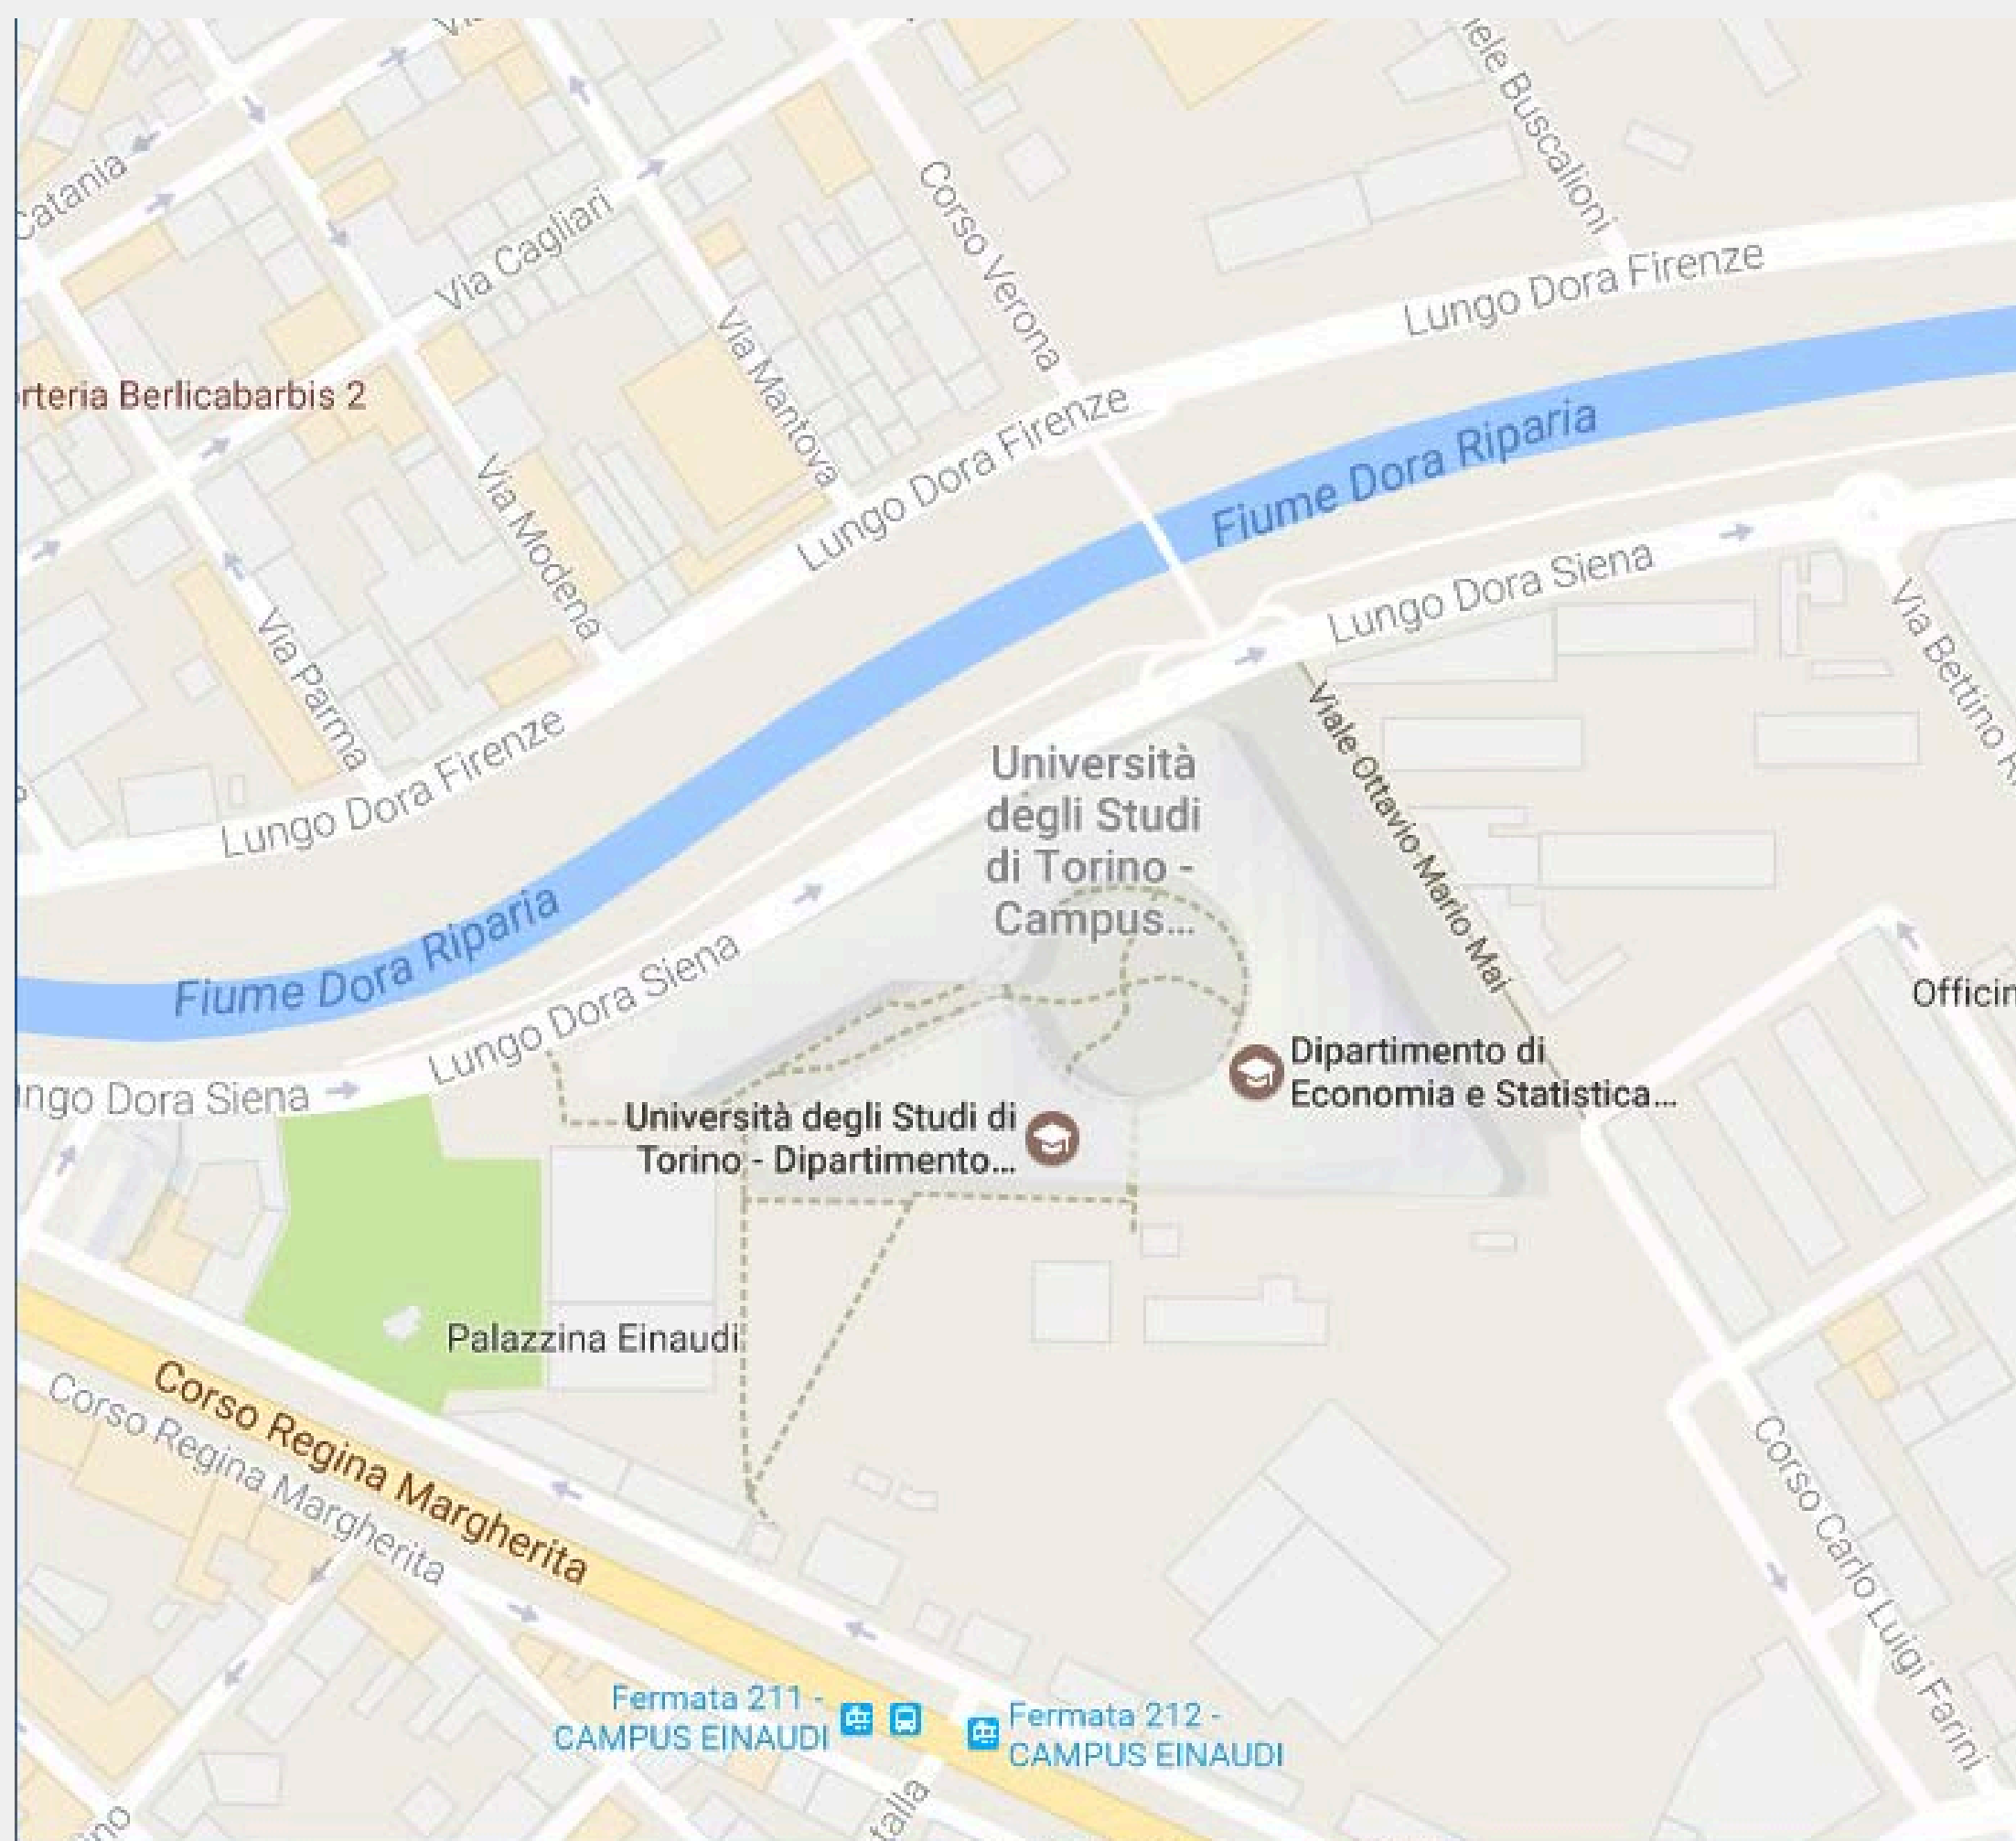 Catania
Via Cagliari
Corso Verona
Buscalioni
Lungo Dora Firenze
Via Mantova
Berlicabarbis 2
Lungo Dora Firenze
Fiume Dora Riparia
Via Modena
Lungo Dora Siena
Via Parma
Via Bettino
Lungo Dora Firenze
Viale Ottavio Mario Mai
Università
degli Studi
di Torino -
Campus...
Fiume Dora Riparia
Lungo Dora Siena
Dora Siena
Dipartimento di
Economia e Statistica...
Università degli Studi di
Torino - Dipartimento...
Palazzina Einaudi
Corso Regina Margherita
Corso Regina Margherita
Corso Carlo Luigi Farini
Fermata 211 -
CAMPUS EINAUDI
Fermata 212 -
CAMPUS EINAUDI